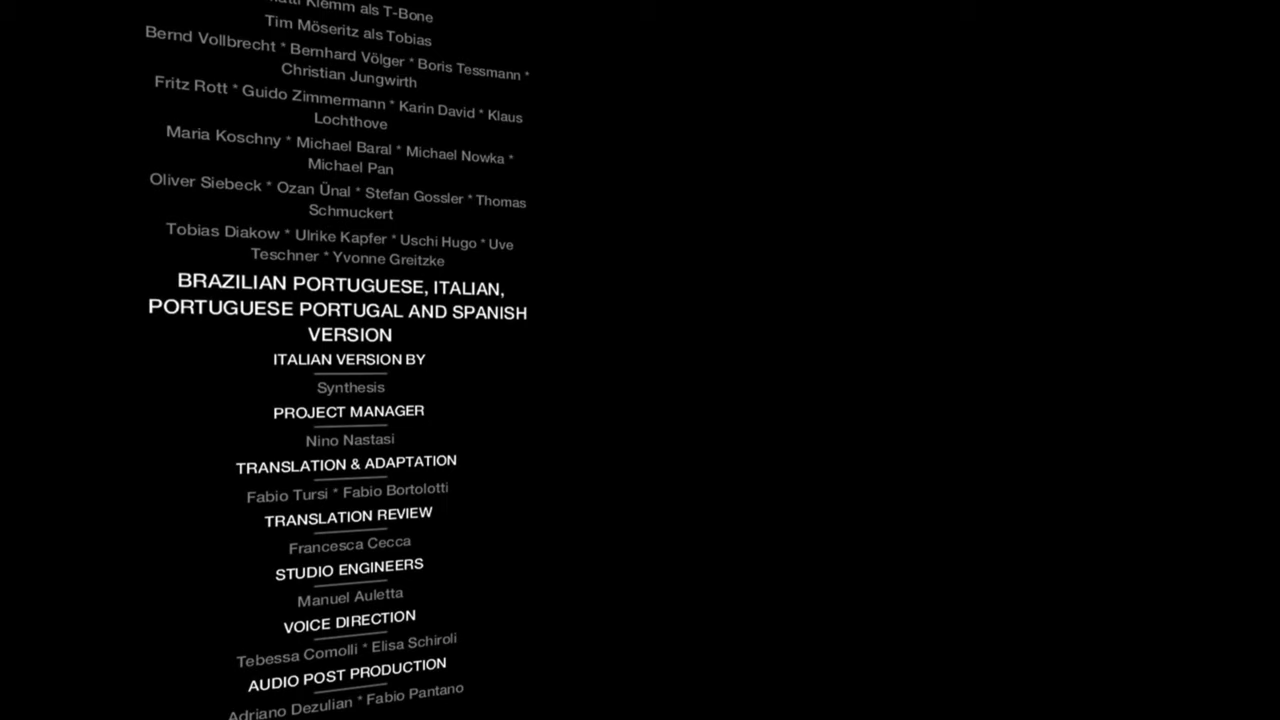 Klemm als T-Bone
Tim Möseritz als Tobias
Bernd Vollbrecht * Bernhard Völger * Boris Tessmann *
Christian Jungwirth
Fritz Rott * Guido Zimmermann * Karin David * Klaus
Lochthove
Maria Koschny * Michael Baral * Michael Nowka *
Michael Pan
Oliver Siebeck * Ozan Ünal * Stefan Gossler * Thomas
Schmuckert
Tobias Diakow * Ulrike Kapfer * Uschi Hugo * Uve
Teschner * Yvonne Greitzke
BRAZILIAN PORTUGUESE, ITALIAN,
PORTUGUESE PORTUGAL AND SPANISH
VERSION
ITALIAN VERSION BY
Synthesis
PROJECT MANAGER
Nino Nastasi
TRANSLATION & ADAPTATION
Fabio Tursi * Fabio Bortolotti
TRANSLATION REVIEW
Francesca Cecca
STUDIO ENGINEERS
Manuel Auletta
VOICE DIRECTION
Tebessa Comolli * Elisa Schiroli
AUDIO POST PRODUCTION
Adriano Dezulian * Fabio Pantano